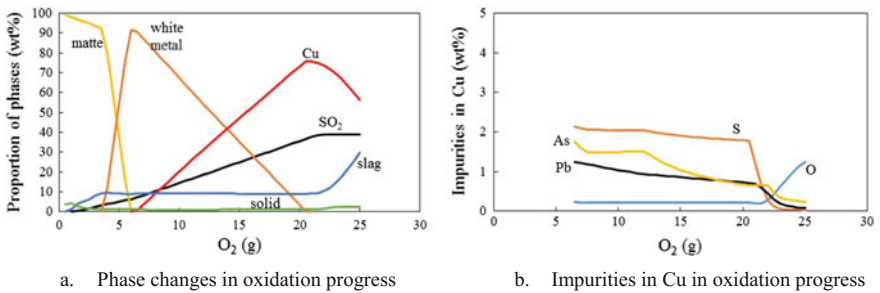 Proportion of phases (wt%)
100
90
80
70
60
50
40
30
20
10
0
matte
white
metal
Cu
SO₂
slag
solid
0 5 10 15 20 25 30
O₂ (g)
a. Phase changes in oxidation progress
Impurities in Cu (wt%)
5
4
3
2
1
0
As
Pb
S
O
0 5 10 15 20 25 30
O₂ (g)
b. Impurities in Cu in oxidation progress